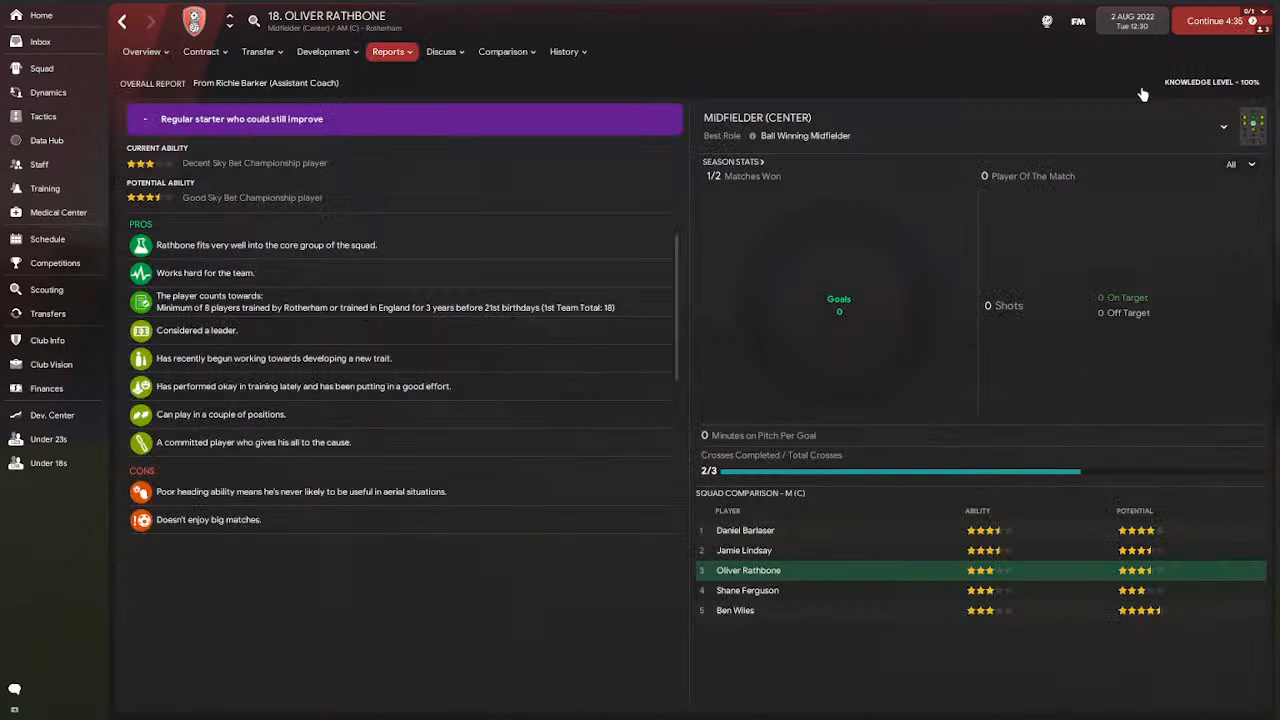 Home
Inbox
Squad
Dynamics
Tactics
Data Hub
Staff
Training
Medical Center
Schedule
Competitions
Scouting
Transfers
Club Info
Club Vision
Finances
Dev. Center
Under 23s
Under 18s
18. OLIVER RATHBONE
Midfielder (Center) / AM (C) - Rotherham
FM
2 AUG 2022
Tue 12:30
Continue 4:35
0/1
3
Overview
Contract
Transfer
Development
Reports
Discuss
Comparison
History
OVERALL REPORT From Richie Barker (Assistant Coach)
KNOWLEDGE LEVEL - 100%
- Regular starter who could still improve
CURRENT ABILITY
Decent Sky Bet Championship player
POTENTIAL ABILITY
Good Sky Bet Championship player
PROS
Rathbone fits very well into the core group of the squad.
Works hard for the team.
The player counts towards:
Minimum of 8 players trained by Rotherham or trained in England for 3 years before 21st birthdays (1st Team Total: 18)
Considered a leader.
Has recently begun working towards developing a new trait.
Has performed okay in training lately and has been putting in a good effort.
Can play in a couple of positions.
A committed player who gives his all to the cause.
CONS
Poor heading ability means he's never likely to be useful in aerial situations.
Doesn't enjoy big matches.
MIDFIELDER (CENTER)
Best Role Ball Winning Midfielder
SEASON STATS
All
1/2 Matches Won
0 Player Of The Match
Goals
0
0 Shots
0 On Target
0 Off Target
0 Minutes on Pitch Per Goal
Crosses Completed / Total Crosses
2/3
SQUAD COMPARISON - M (C)
PLAYER ABILITY POTENTIAL
1 Daniel Barlaser
2 Jamie Lindsay
3 Oliver Rathbone
4 Shane Ferguson
5 Ben Wiles